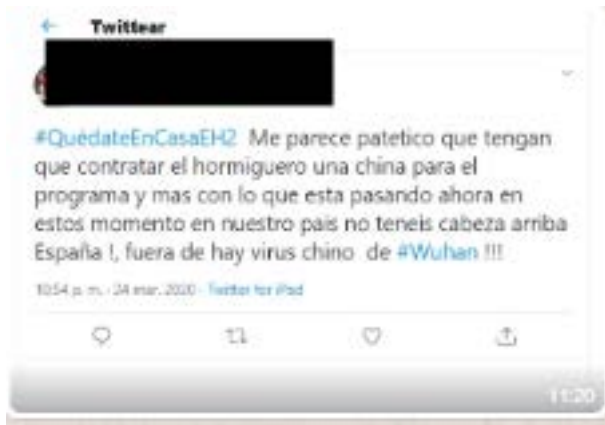 Twittear
#QuédateEnCasaEH2 Me parece patetico que tengan
que contratar el hormiguero una china para el
programa y mas con lo que esta pasando ahora en
estos momento en nuestro pais no teneis cabeza arriba
España !, fuera de hay virus chino de #Wuhan !!!
10:54 p. m. · 24 mar. 2020 · Twitter for iPad
11:20